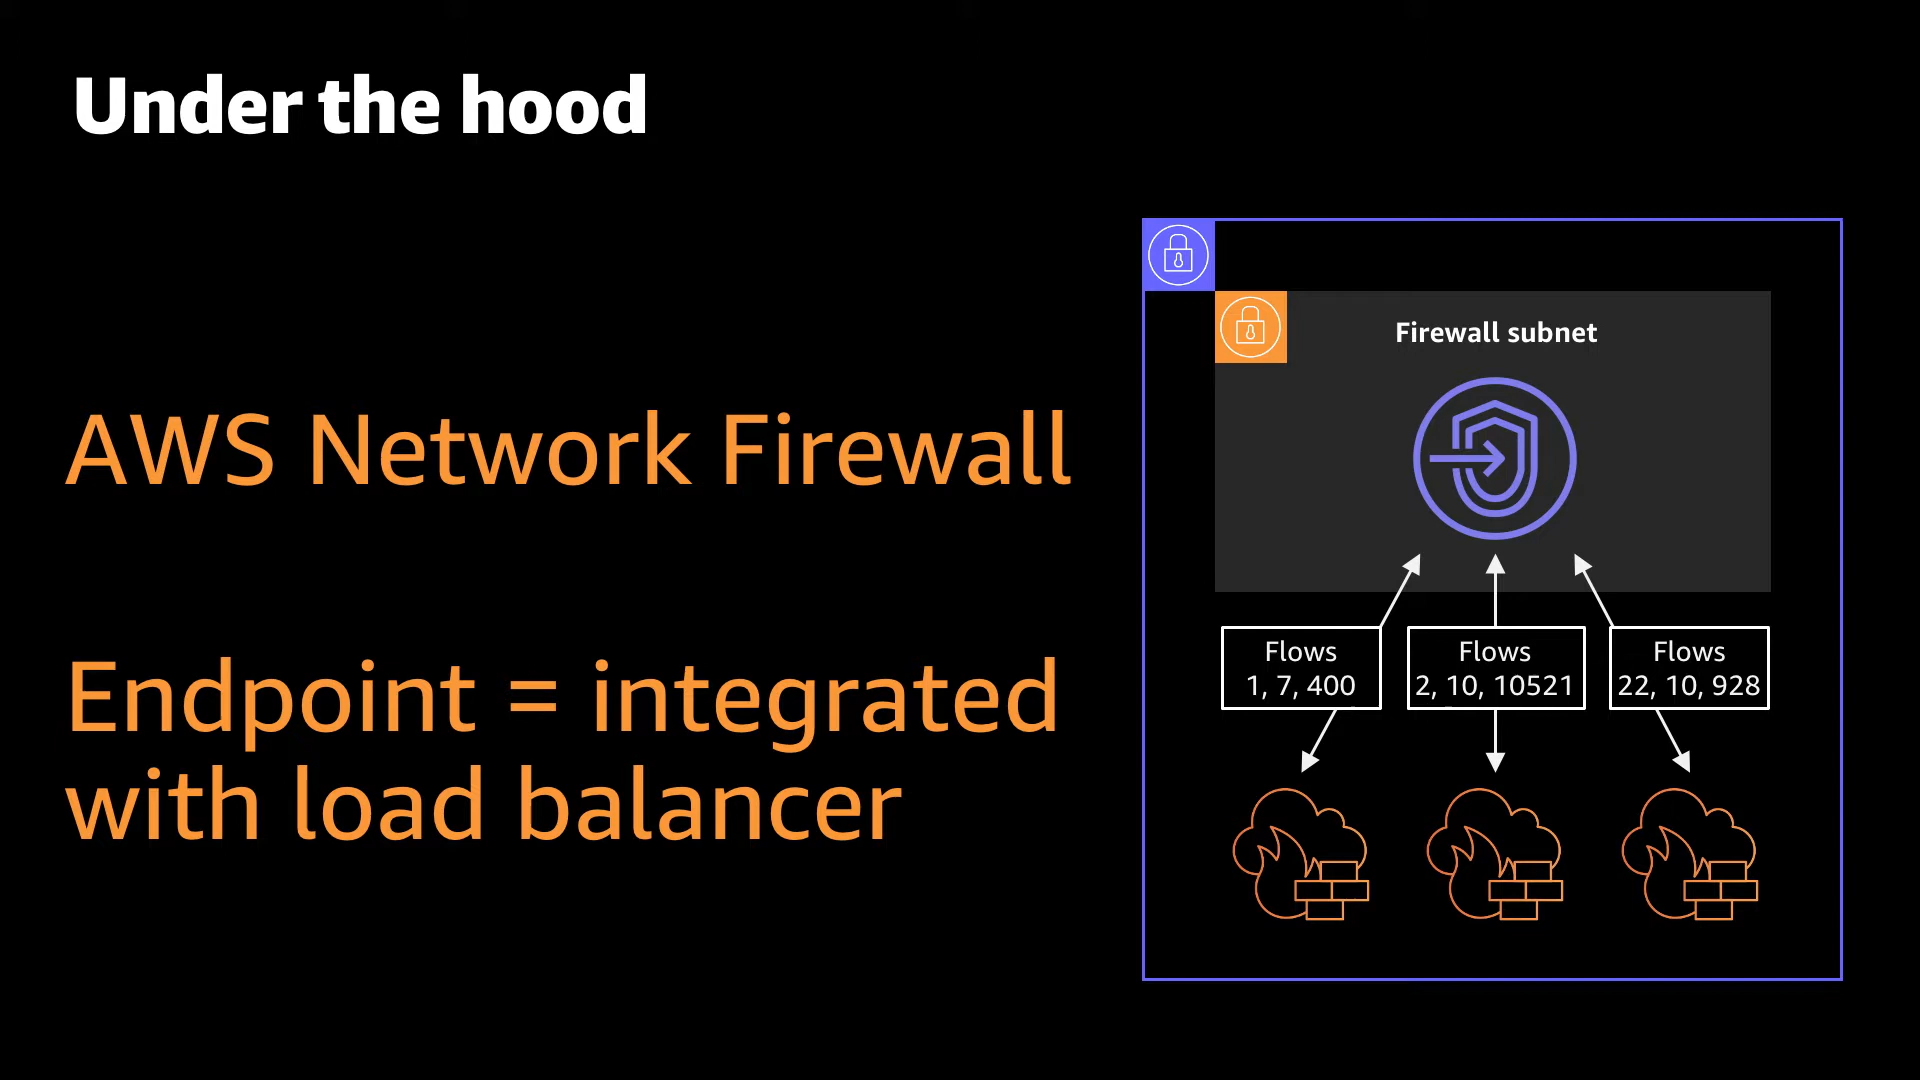 Under the hood
AWS Network Firewall
Endpoint = integrated
with load balancer
Firewall subnet
Flows
1, 7, 400
Flows
2, 10, 10521
Flows
22, 10, 928